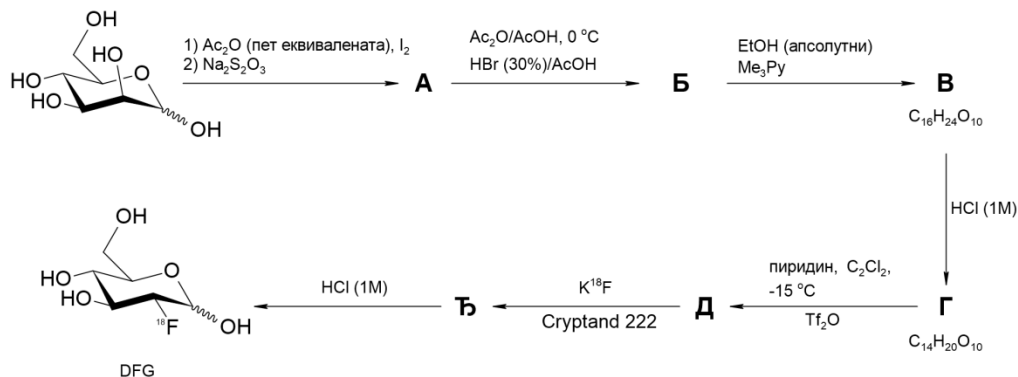 OH
HO
O
HO
HO
OH
1) Ac₂O (пет еквивалената), I₂
2) Na₂S₂O₃
А
Ac₂O/AcOH, 0 °C
HBr (30%)/AcOH
Б
EtOH (апсолутни)
Me₃Py
В
C₁₆H₂₄O₁₀
HCl (1M)
Г
C₁₄H₂₀O₁₀
пиридин, C₂Cl₂,
-15 °C
Tf₂O
Д
K¹⁸F
Cryptand 222
Ђ
HCl (1M)
OH
O
HO
HO
¹⁸F
OH
DFG